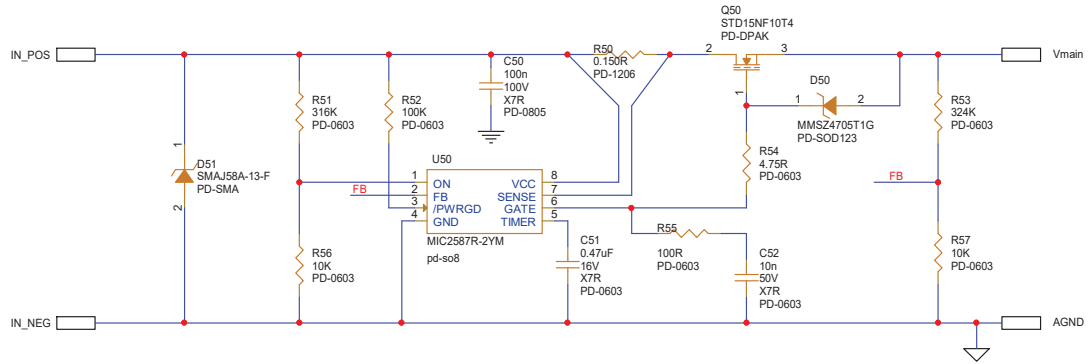 Q50
STD15NF10T4
PD-DPAK
IN_POS
R50
0.150R
PD-1206
2
3
Vmain
C50
100n
100V
X7R
PD-0805
1
D50
1
2
MMSZ4705T1G
PD-SOD123
R51
316K
PD-0603
R52
100K
PD-0603
R53
324K
PD-0603
R54
4.75R
PD-0603
1
D51
SMAJ58A-13-F
PD-SMA
2
U50
1
ON
VCC
8
FB
2
FB
SENSE
7
3
/PWRGD
GATE
6
4
GND
TIMER
5
MIC2587R-2YM
pd-so8
FB
R55
100R
PD-0603
C51
0.47uF
16V
X7R
PD-0603
C52
10n
50V
X7R
PD-0603
R56
10K
PD-0603
R57
10K
PD-0603
IN_NEG
AGND